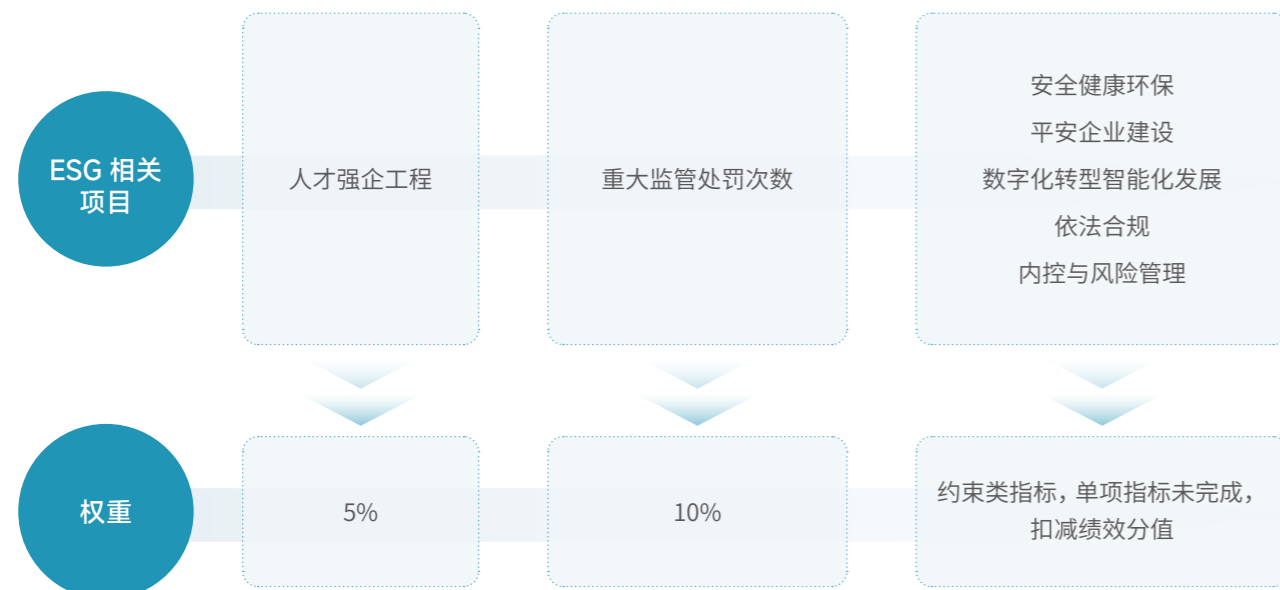 ESG 相关
项目
人才强企工程
重大监管处罚次数
安全健康环保
平安企业建设
数字化转型智能化发展
依法合规
内控与风险管理
权重
5%
10%
约束类指标，单项指标未完成，
扣减绩效分值